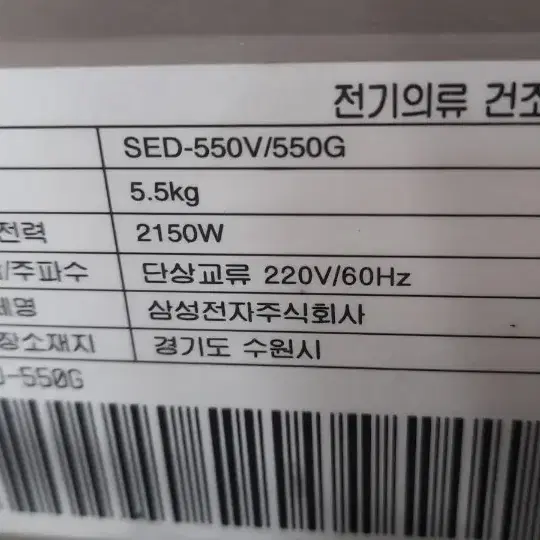 전기의류 건조
SED-550V/550G
5.5kg
전력 2150W
/주파수 단상교류 220V/60Hz
명 삼성전자주식회사
장소재지 경기도 수원시
-550G